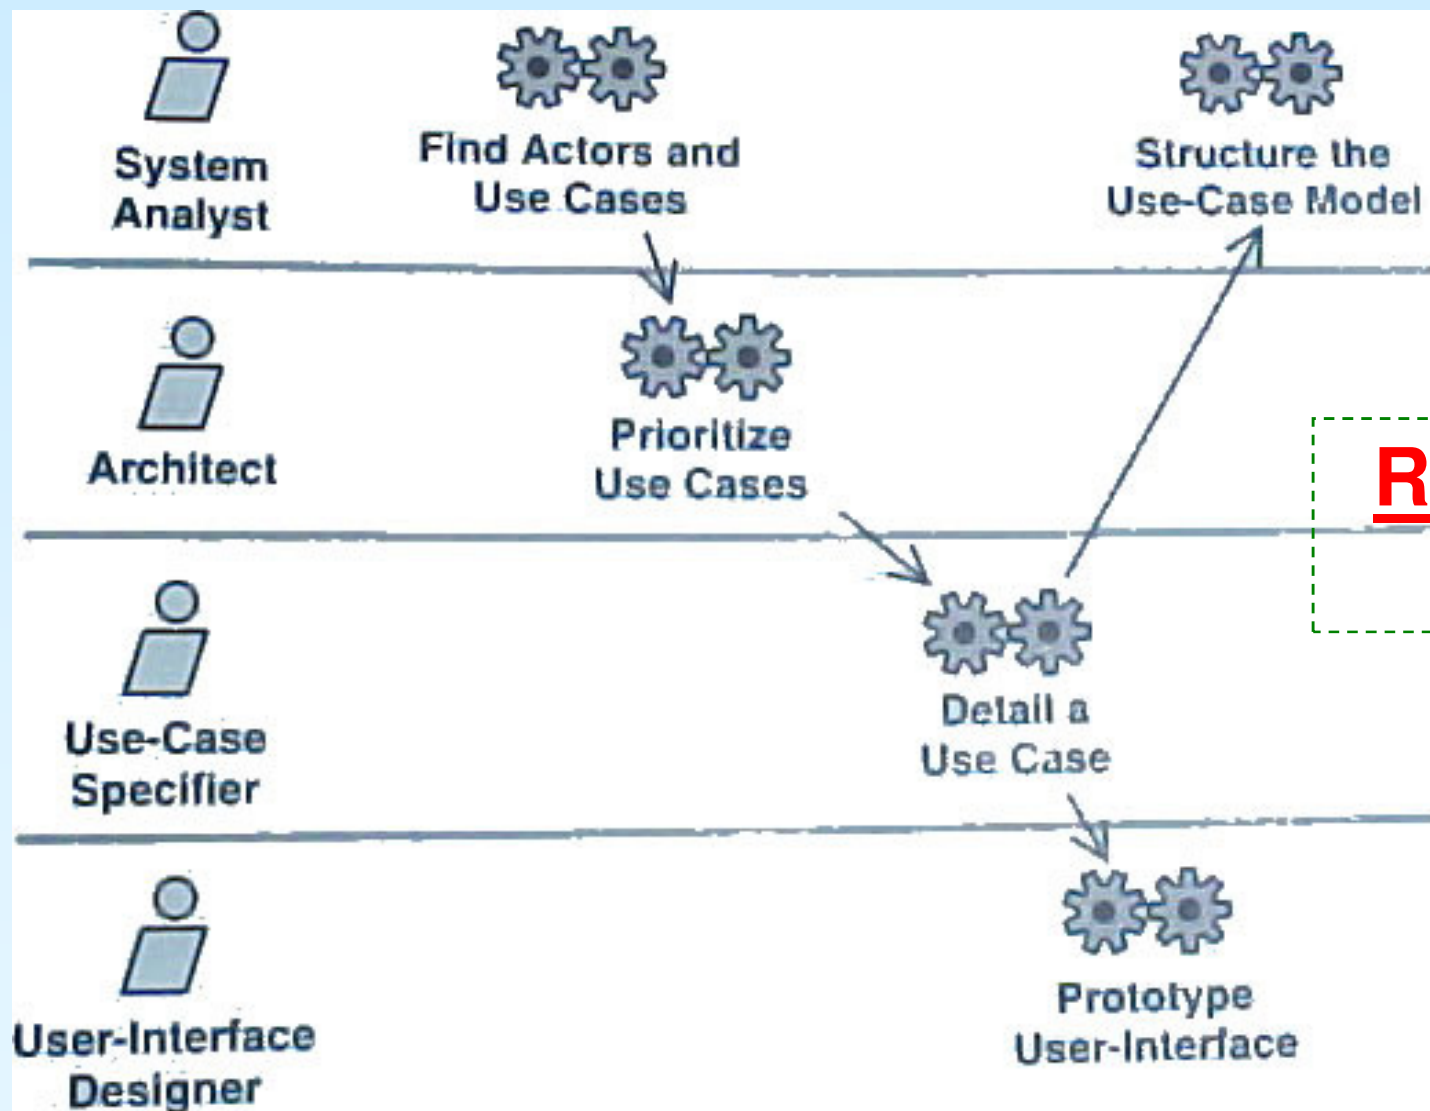 System
Analyst
Find Actors and
Use Cases
Structure the
Use-Case Model
Architect
Prioritize
Use Cases
R
Use-Case
Specifier
Detail a
Use Case
User-Interface
Designer
Prototype
User-Interface